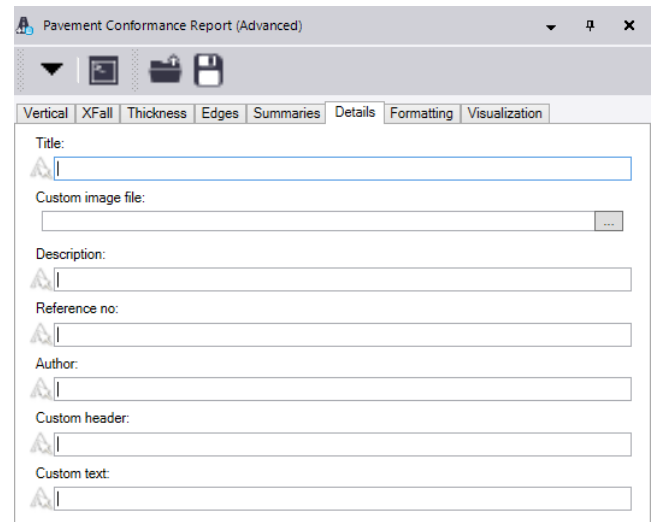 Pavement Conformance Report (Advanced)
Vertical XFall Thickness Edges Summaries Details Formatting Visualization
Title:
Custom image file:
...
Description:
Reference no:
Author:
Custom header:
Custom text: